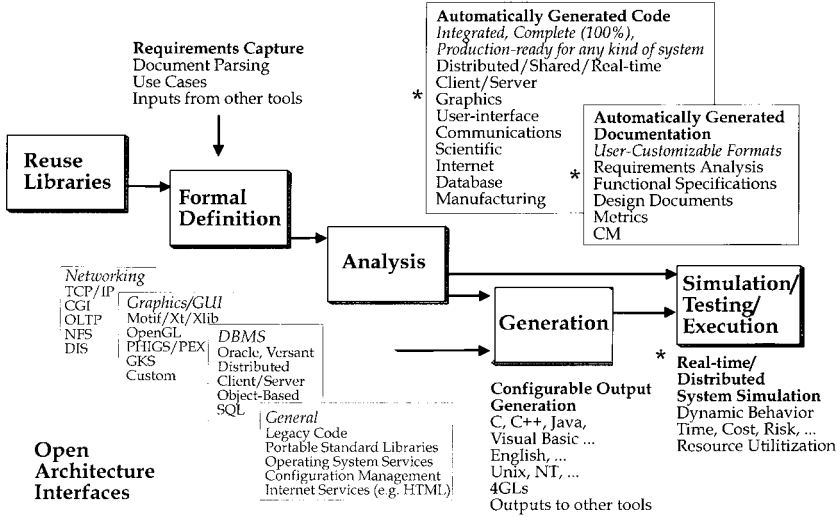 Requirements Capture
Document Parsing
Use Cases
Inputs from other tools
*
Automatically Generated Code
Integrated, Complete (100%),
Production-ready for any kind of system
Distributed/Shared/Real-time
Client/Server
Graphics
User-interface
Communications
Scientific
Internet
Database
Manufacturing
*
Automatically Generated
Documentation
User-Customizable Formats
Requirements Analysis
Functional Specifications
Design Documents
Metrics
CM
Reuse
Libraries
Formal
Definition
Analysis
Generation
Simulation/
Testing/
Execution
Networking
TCP/IP
CGI
OLTP
NFS
DIS
Graphics/GUI
Motif/Xt/Xlib
OpenGL
PHIGS/PEX
GKS
Custom
DBMS
Oracle, Versant
Distributed
Client/Server
Object-Based
SQL
General
Legacy Code
Portable Standard Libraries
Operating System Services
Configuration Management
Internet Services (e.g. HTML)
Open
Architecture
Interfaces
Configurable Output
Generation
C, C++, Java,
Visual Basic ...
English, ...
Unix, NT, ...
4GLs
Outputs to other tools
*
Real-time/
Distributed
System Simulation
Dynamic Behavior
Time, Cost, Risk, ...
Resource Utilitization